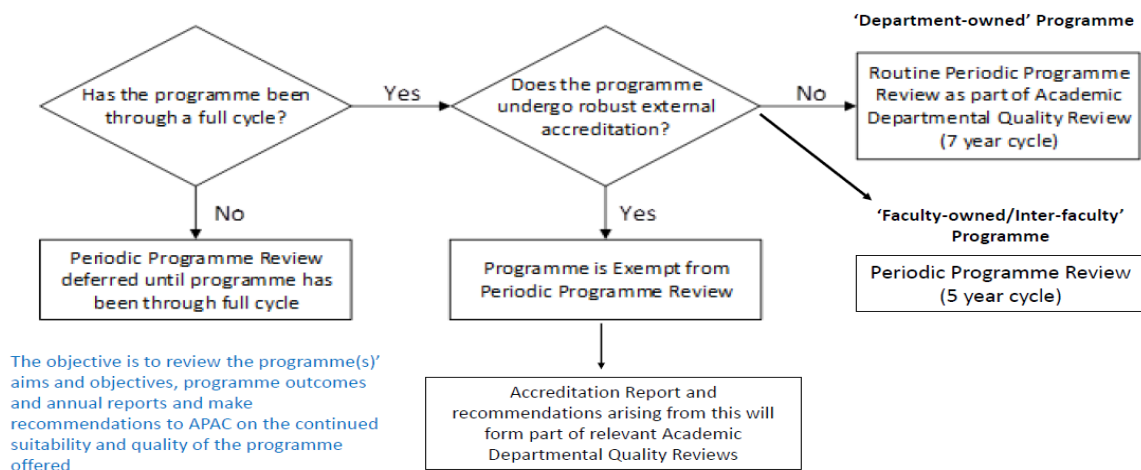 'Department-owned' Programme
Has the programme been
through a full cycle?
Yes
Does the programme
undergo robust external
accreditation?
No
Routine Periodic Programme
Review as part of Academic
Departmental Quality Review
(7 year cycle)
No
Yes
'Faculty-owned/Inter-faculty'
Programme
Periodic Programme Review
deferred until programme has
been through full cycle
Programme is Exempt from
Periodic Programme Review
Periodic Programme Review
(5 year cycle)
The objective is to review the programme(s)'
aims and objectives, programme outcomes
and annual reports and make
recommendations to APAC on the continued
suitability and quality of the programme
offered
Accreditation Report and
recommendations arising from this will
form part of relevant Academic
Departmental Quality Reviews